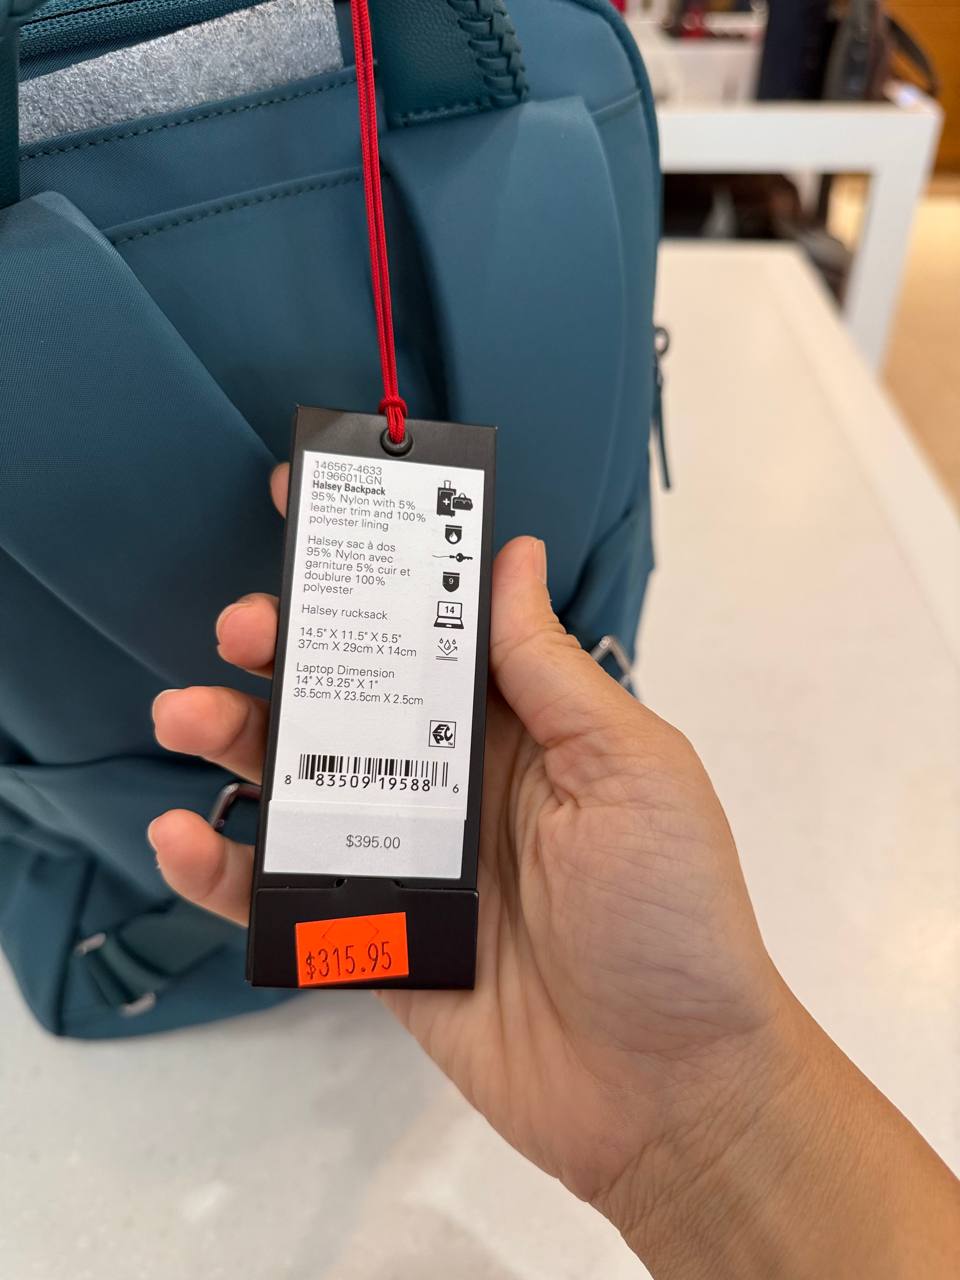 146567-4633
0196601LGN
Halsey Backpack
95% Nylon with 5%
leather trim and 100%
polyester lining
Halsey sac à dos
95% Nylon avec
garniture 5% cuir et
doublure 100%
polyester
Halsey rucksack
14.5" X 11.5" X 5.5"
37cm X 29cm X 14cm
Laptop Dimension
14" X 9.25" X 1"
35.5cm X 23.5cm X 2.5cm
9
14
8 83509 19588 6
$395.00
$315.95